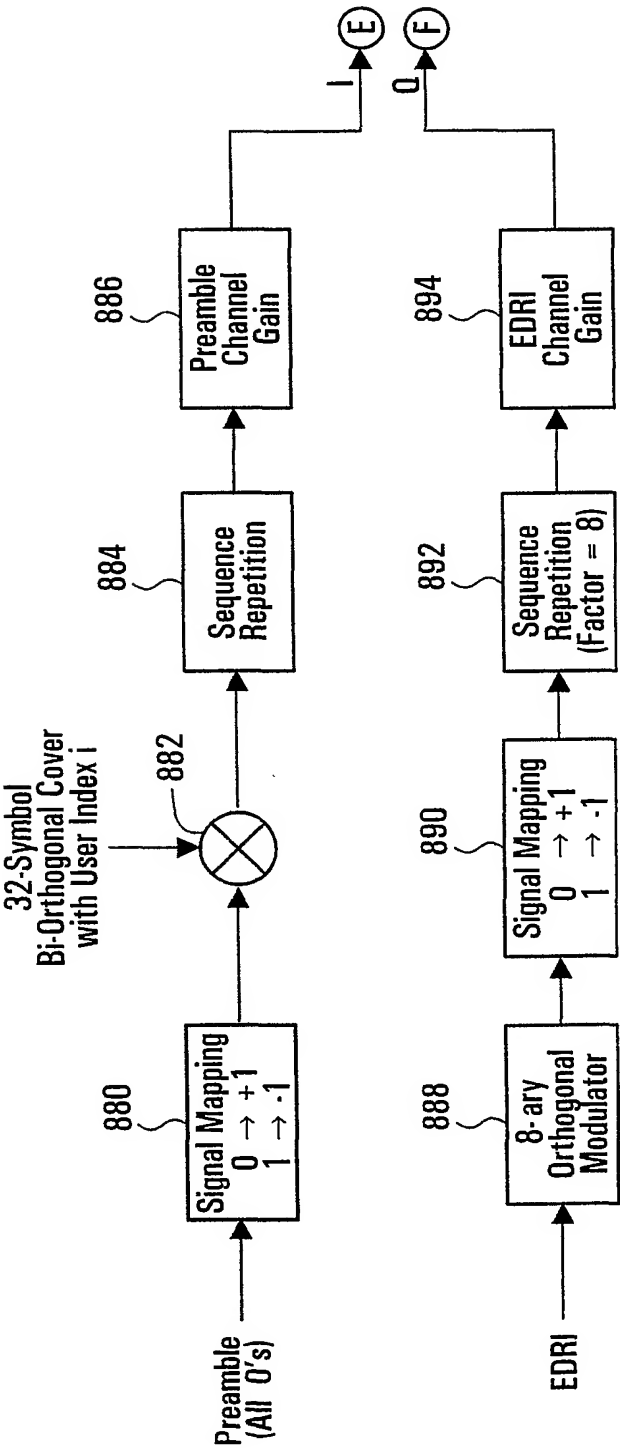 32-Symbol
Bi-Orthogonal Cover
with User Index i
Preamble
(All 0's)
880
Signal Mapping
0 → +1
1 → -1
882
884
Sequence
Repetition
886
Preamble
Channel
Gain
I
E
EDRI
888
8-ary
Orthogonal
Modulator
890
Signal Mapping
0 → +1
1 → -1
892
Sequence
Repetition
(Factor = 8)
894
EDRI
Channel
Gain
Q
F